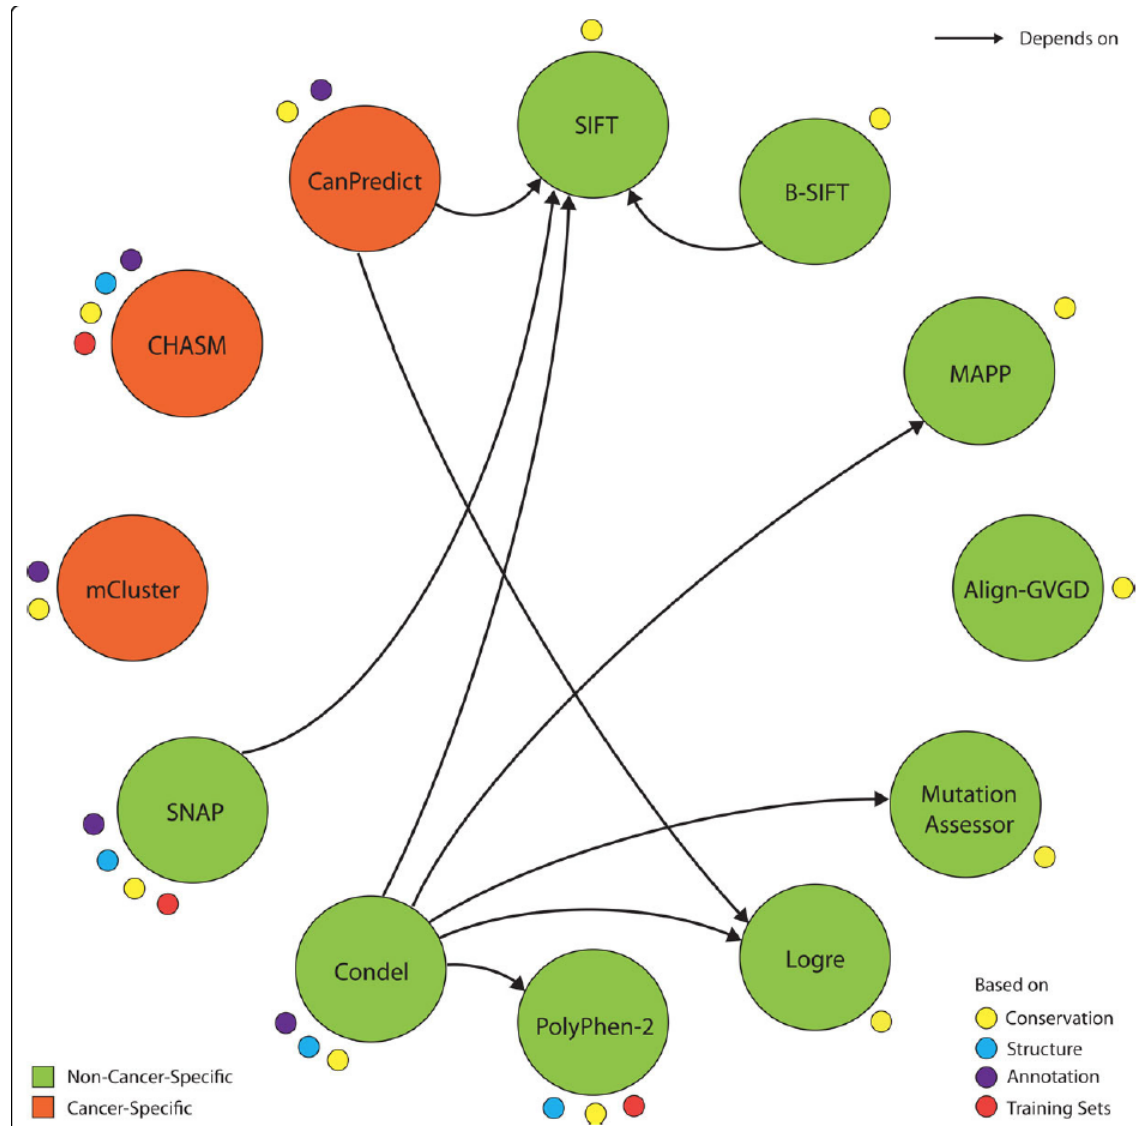 Depends on
SIFT
CanPredict
B-SIFT
CHASM
MAPP
mCluster
Align-GVGD
SNAP
Mutation
Assessor
Condel
Logre
PolyPhen-2
Based on
Conservation
Structure
Annotation
Training Sets
Non-Cancer-Specific
Cancer-Specific